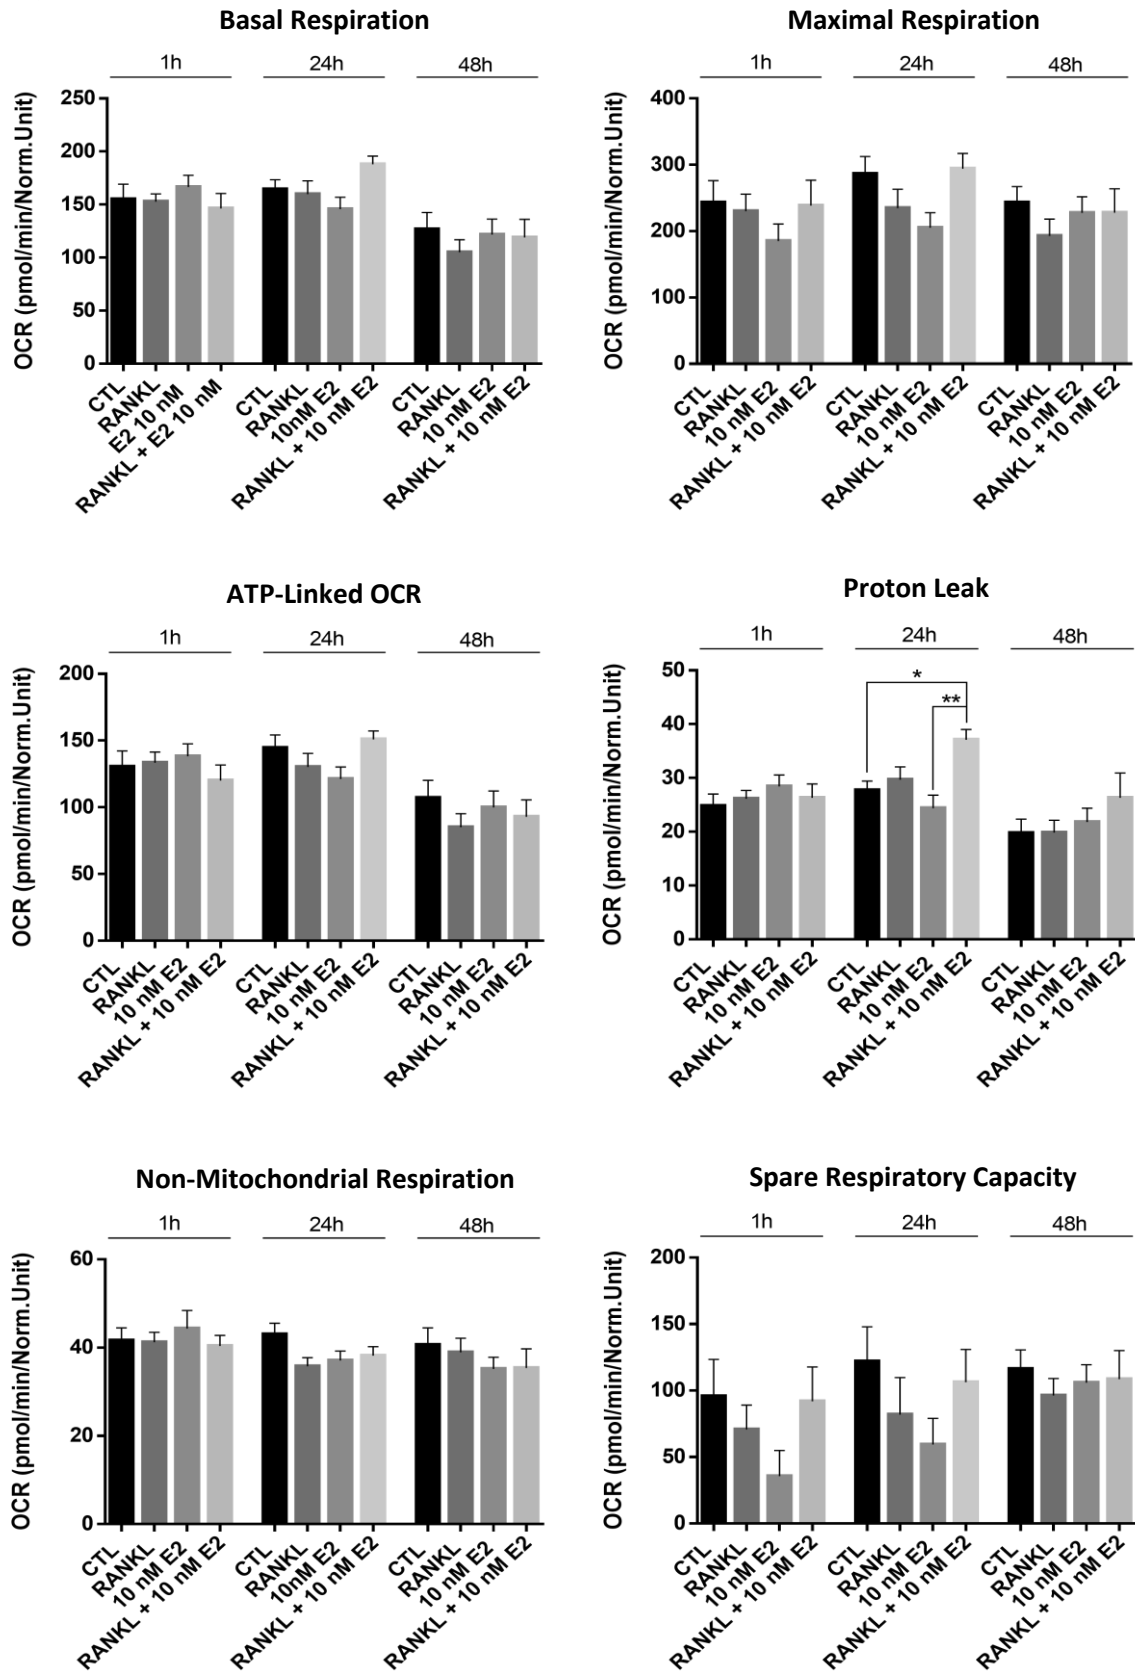 Basal Respiration
1h 24h 48h
OCR (pmol/min/Norm.Unit)
250
200
150
100
50
0
CTL
RANKL
E2 10 nM
RANKL + E2 10 nM
CTL
RANKL
10nM E2
RANKL + 10 nM E2
CTL
RANKL
10 nM E2
RANKL + 10 nM E2
Maximal Respiration
1h 24h 48h
OCR (pmol/min/Norm.Unit)
400
300
200
100
0
CTL
RANKL
10 nM E2
RANKL + 10 nM E2
CTL
RANKL
10 nM E2
RANKL + 10 nM E2
CTL
RANKL
10 nM E2
RANKL + 10 nM E2
ATP-Linked OCR
1h 24h 48h
OCR (pmol/min/Norm.Unit)
200
150
100
50
0
CTL
RANKL
10 nM E2
RANKL + 10 nM E2
CTL
RANKL
10 nM E2
RANKL + 10 nM E2
CTL
RANKL
10 nM E2
RANKL + 10 nM E2
Proton Leak
1h 24h 48h
OCR (pmol/min/Norm.Unit)
50
40
30
20
10
0
*
**
CTL
RANKL
10 nM E2
RANKL + 10 nM E2
CTL
RANKL
10 nM E2
RANKL + 10 nM E2
CTL
RANKL
10 nM E2
RANKL + 10 nM E2
Non-Mitochondrial Respiration
1h 24h 48h
OCR (pmol/min/Norm.Unit)
60
40
20
0
CTL
RANKL
10 nM E2
RANKL + 10 nM E2
CTL
RANKL
10nM E2
RANKL + 10 nM E2
CTL
RANKL
10 nM E2
RANKL + 10 nM E2
Spare Respiratory Capacity
1h 24h 48h
OCR (pmol/min/Norm.Unit)
200
150
100
50
0
CTL
RANKL
10 nM E2
RANKL + 10 nM E2
CTL
RANKL
10 nM E2
RANKL + 10 nM E2
CTL
RANKL
10 nM E2
RANKL + 10 nM E2